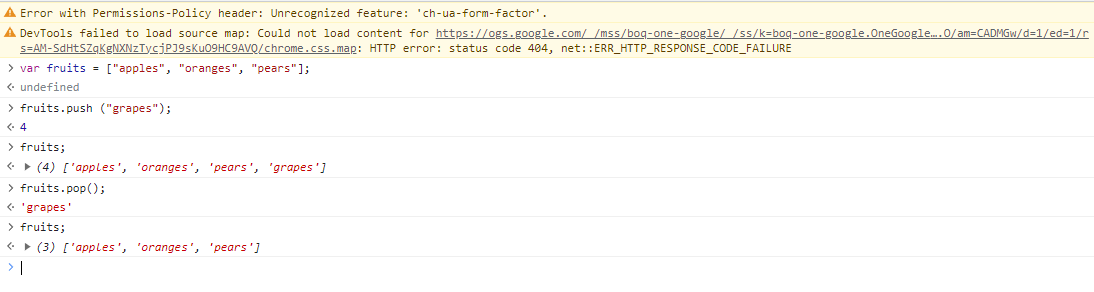 Error with Permissions-Policy header: Unrecognized feature: 'ch-ua-form-factor'.
DevTools failed to load source map: Could not load content for https://ogs.google.com/_/mss/boq-one-google/_/ss/k=boq-one-google.OneGoogle….O/am=CADMGw/d=1/ed=1/r
s=AM-SdHtSZqKgNXNzTycjPJ9sKuO9HC9AVQ/chrome.css.map: HTTP error: status code 404, net::ERR_HTTP_RESPONSE_CODE_FAILURE
> var fruits = ["apples", "oranges", "pears"];
undefined
> fruits.push ("grapes");
4
> fruits;
(4) ['apples', 'oranges', 'pears', 'grapes']
> fruits.pop();
'grapes'
> fruits;
(3) ['apples', 'oranges', 'pears']
>